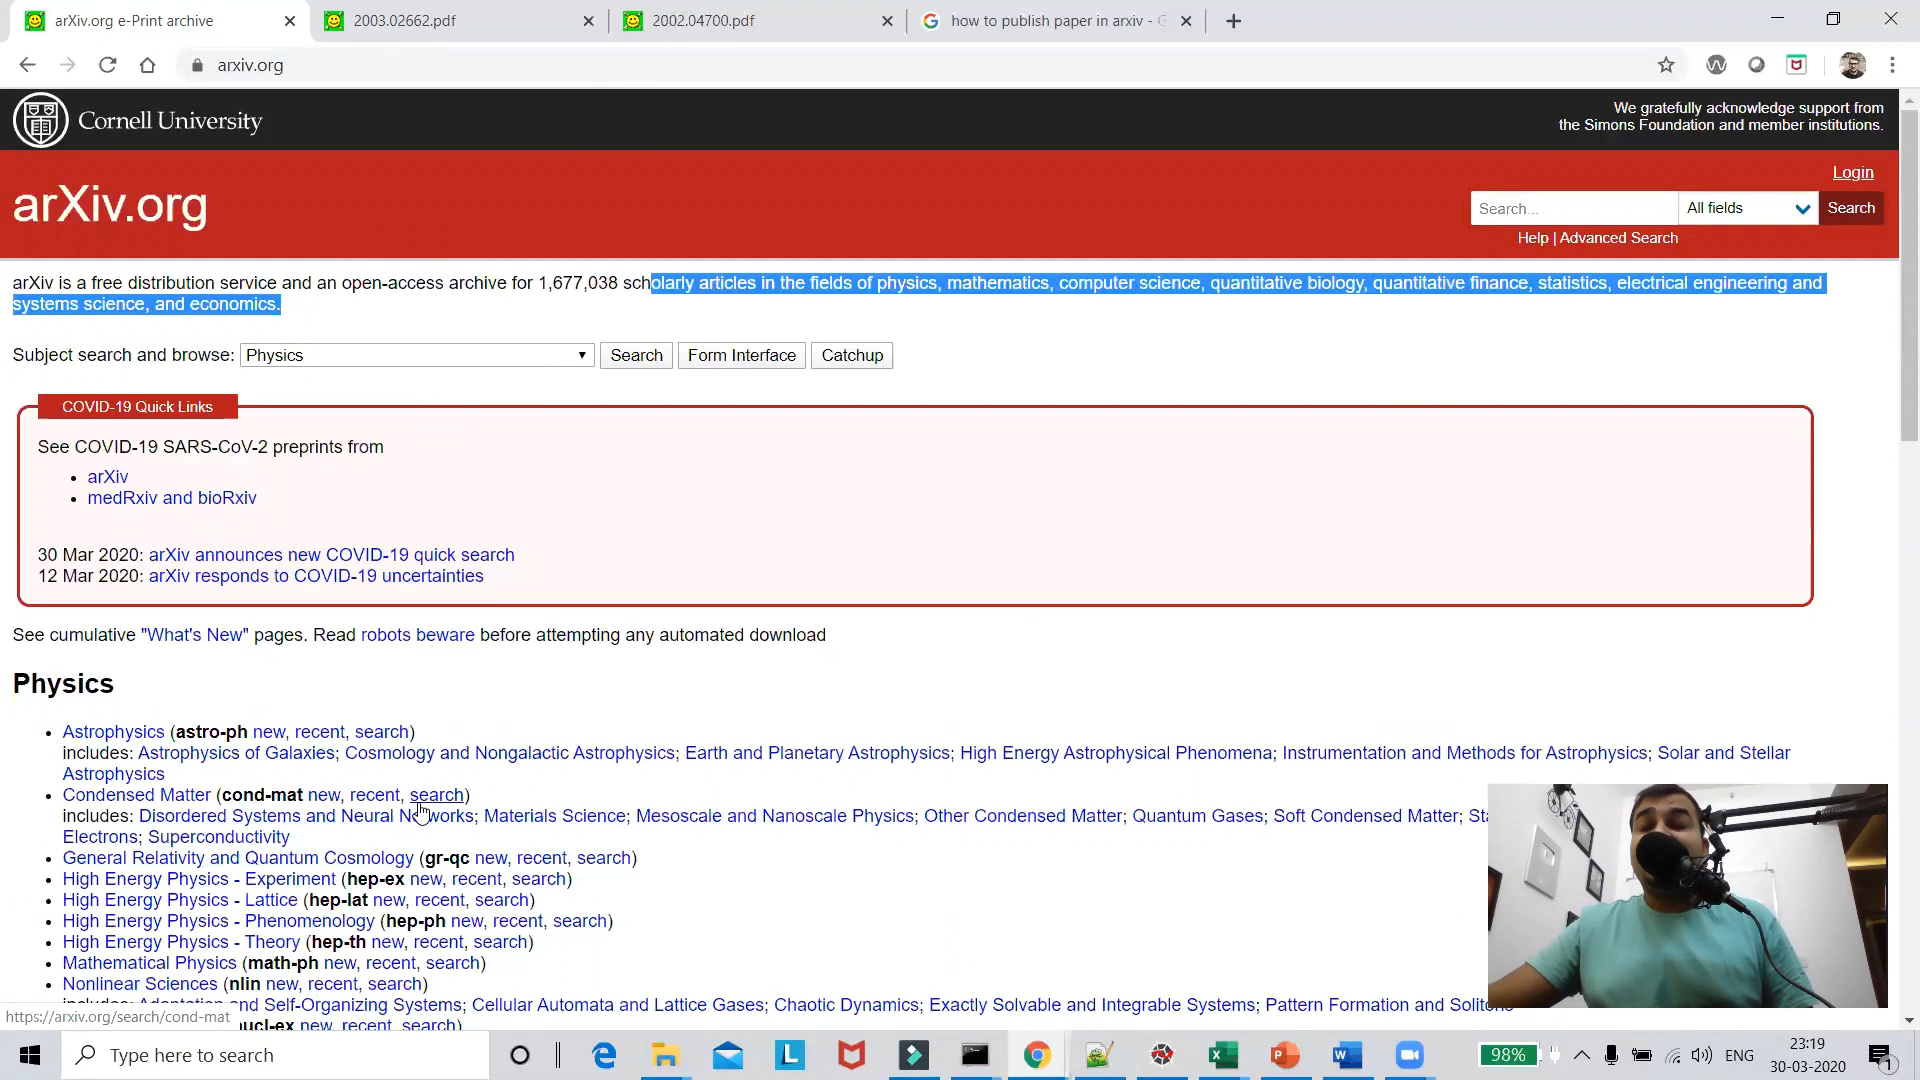 arXiv.org e-Print archive
2003.02662.pdf
2002.04700.pdf
how to publish paper in arxiv - G
arxiv.org
Cornell University
We gratefully acknowledge support from
the Simons Foundation and member institutions.
arXiv.org
Login
Search...
All fields
Search
Help | Advanced Search
arXiv is a free distribution service and an open-access archive for 1,677,038 scholarly articles in the fields of physics, mathematics, computer science, quantitative biology, quantitative finance, statistics, electrical engineering and
systems science, and economics.
Subject search and browse: Physics Search Form Interface Catchup
COVID-19 Quick Links
See COVID-19 SARS-CoV-2 preprints from
• arXiv
• medRxiv and bioRxiv
30 Mar 2020: arXiv announces new COVID-19 quick search
12 Mar 2020: arXiv responds to COVID-19 uncertainties
See cumulative "What's New" pages. Read robots beware before attempting any automated download
Physics
• Astrophysics (astro-ph new, recent, search)
includes: Astrophysics of Galaxies; Cosmology and Nongalactic Astrophysics; Earth and Planetary Astrophysics; High Energy Astrophysical Phenomena; Instrumentation and Methods for Astrophysics; Solar and Stellar
Astrophysics
• Condensed Matter (cond-mat new, recent, search)
includes: Disordered Systems and Neural Networks; Materials Science; Mesoscale and Nanoscale Physics; Other Condensed Matter; Quantum Gases; Soft Condensed Matter;
Electrons; Superconductivity
• General Relativity and Quantum Cosmology (gr-qc new, recent, search)
• High Energy Physics - Experiment (hep-ex new, recent, search)
• High Energy Physics - Lattice (hep-lat new, recent, search)
• High Energy Physics - Phenomenology (hep-ph new, recent, search)
• High Energy Physics - Theory (hep-th new, recent, search)
• Mathematical Physics (math-ph new, recent, search)
• Nonlinear Sciences (nlin new, recent, search)
includes: Adaptation and Self-Organizing Systems; Cellular Automata and Lattice Gases; Chaotic Dynamics; Exactly Solvable and Integrable Systems; Pattern Formation and Solitons
https://arxiv.org/search/cond-mat
nucl-ex new, recent, search)
Type here to search
98%
ENG
23:19
30-03-2020
1